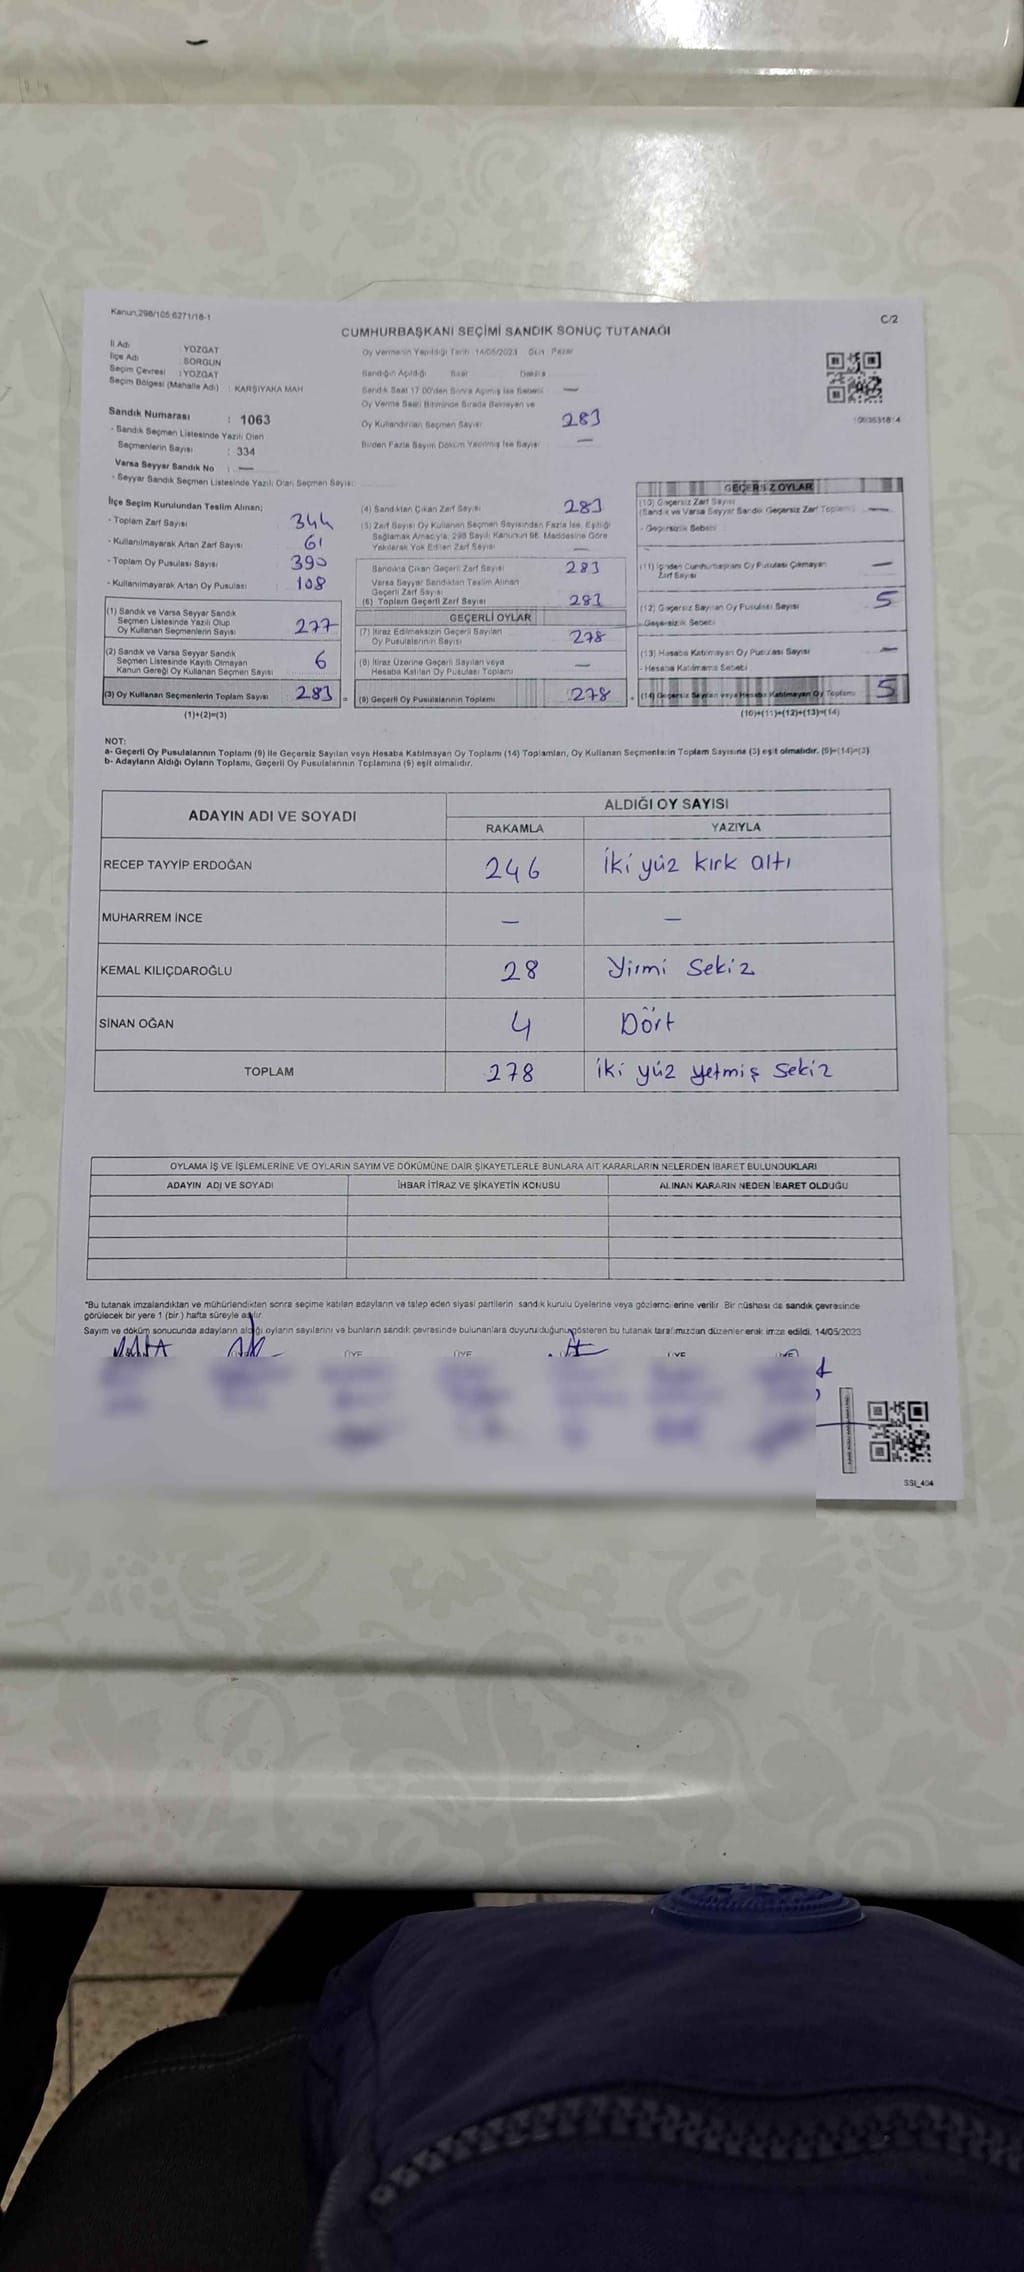 Kanun,298/105,6271/18-1
C/2
CUMHURBAŞKANI SEÇİMİ SANDIK SONUÇ TUTANAĞI
İl Adı : YOZGAT
İlçe Adı : SORGUN
Seçim Çevresi : YOZGAT
Seçim Bölgesi (Mahalle Adı) : KARŞIYAKA MAH
Sandık Numarası : 1063
- Sandık Seçmen Listesinde Yazılı Olan
Seçmenlerin Sayısı : 334
Varsa Seyyar Sandık No : —
- Seyyar Sandık Seçmen Listesinde Yazılı Olan Seçmen Sayısı:
Oy Vermenin Yapıldığı Tarih 14/05/2023 Gün Pazar
Sandığın Açıldığı Saat Dakika
Sandık Saat 17.00'den Sonra Açılmış İse Sebebi —
Oy Verme Saati Bitiminde Sırada Bekleyen ve
Oy Kullandırılan Seçmen Sayısı 283
Birden Fazla Sayım Döküm Yapılmış İse Sayısı —
İlçe Seçim Kurulundan Teslim Alınan;
- Toplam Zarf Sayısı 344
- Kullanılmayarak Artan Zarf Sayısı 61
- Toplam Oy Pusulası Sayısı 390
- Kullanılmayarak Artan Oy Pusulası 108
(1) Sandık ve Varsa Seyyar Sandık
Seçmen Listesinde Yazılı Olup
Oy Kullanan Seçmenlerin Sayısı 277
(2) Sandık ve Varsa Seyyar Sandık
Seçmen Listesinde Kayıtlı Olmayan
Kanun Gereği Oy Kullanan Seçmen Sayısı 6
(3) Oy Kullanan Seçmenlerin Toplam Sayısı 283 =
(1)+(2)=(3)
(4) Sandıktan Çıkan Zarf Sayısı 283
(5) Zarf Sayısı Oy Kullanan Seçmen Sayısından Fazla İse, Eşitliği
Sağlamak Amacıyla, 298 Sayılı Kanunun 98. Maddesine Göre
Yakılarak Yok Edilen Zarf Sayısı —
Sandıkta Çıkan Geçerli Zarf Sayısı 283
Varsa Seyyar Sandıktan Teslim Alınan
Geçerli Zarf Sayısı
(6) Toplam Geçerli Zarf Sayısı 283
GEÇERLİ OYLAR
(7) İtiraz Edilmeksizin Geçerli Sayılan
Oy Pusulalarının Sayısı 278
(8) İtiraz Üzerine Geçerli Sayılan veya
Hesaba Katılan Oy Pusulası Toplamı —
(9) Geçerli Oy Pusulalarının Toplamı 278 +
GEÇERSİZ OYLAR
(10) Geçersiz Zarf Sayısı
(Sandık ve Varsa Seyyar Sandık Geçersiz Zarf Toplamı) —
- Geçersizlik Sebebi
(11) İçinden Cumhurbaşkanı Oy Pusulası Çıkmayan
Zarf Sayısı —
(12) Geçersiz Sayılan Oy Pusulası Sayısı 5
- Geçersizlik Sebebi
(13) Hesaba Katılmayan Oy Pusulası Sayısı —
- Hesaba Katılmama Sebebi
(14) Geçersiz Sayılan veya Hesaba Katılmayan Oy Toplamı 5
(10)+(11)+(12)+(13)=(14)
NOT:
a- Geçerli Oy Pusulalarının Toplamı (9) ile Geçersiz Sayılan veya Hesaba Katılmayan Oy Toplamı (14) Toplamları, Oy Kullanan Seçmenlerin Toplam Sayısına (3) eşit olmalıdır. (9)+(14)=(3)
b- Adayların Aldığı Oyların Toplamı, Geçerli Oy Pusulalarının Toplamına (9) eşit olmalıdır.
ADAYIN ADI VE SOYADI
ALDIĞI OY SAYISI
RAKAMLA YAZIYLA
RECEP TAYYİP ERDOĞAN 246 İki yüz kırk altı
MUHARREM İNCE — —
KEMAL KILIÇDAROĞLU 28 Yirmi Sekiz
SİNAN OĞAN 4 Dört
TOPLAM 278 iki yüz yetmiş Sekiz
OYLAMA İŞ VE İŞLEMLERİNE VE OYLARIN SAYIM VE DÖKÜMÜNE DAİR ŞİKAYETLERLE BUNLARA AİT KARARLARIN NELERDEN İBARET BULUNDUKLARI
ADAYIN ADI VE SOYADI İHBAR İTİRAZ VE ŞİKAYETİN KONUSU ALINAN KARARIN NEDEN İBARET OLDUĞU
*Bu tutanak imzalandıktan ve mühürlendikten sonra seçime katılan adayların ve talep eden siyasi partilerin sandık kurulu üyelerine veya gözlemcilerine verilir. Bir nüshası da sandık çevresinde
görülecek bir yere 1 (bir) hafta süreyle asılır.
Sayım ve döküm sonucunda adayların aldığı oyların sayılarını ve bunların sandık çevresinde bulunanlara duyurulduğunu gösteren bu tutanak tarafımızdan düzenlenerek imza edildi. 14/05/2023
ÜYE ÜYE ÜYE ÜYE
SSI_404